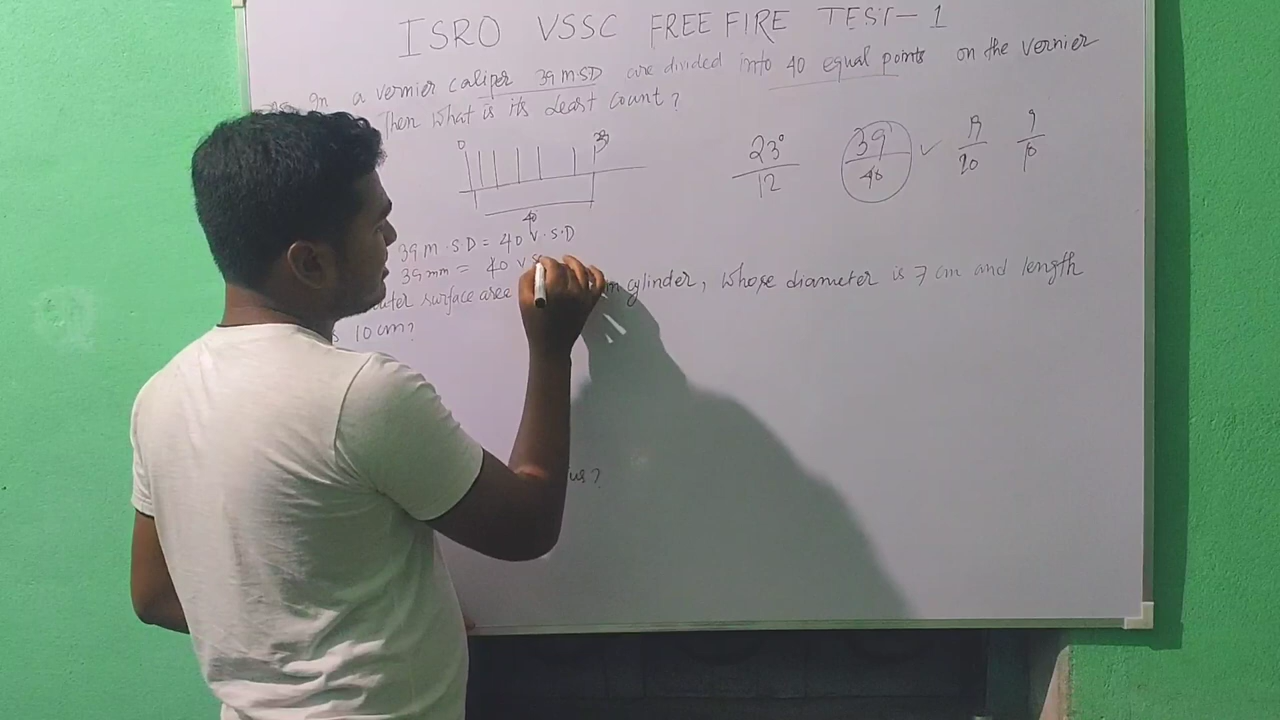 ISRO VSSC FREE FIRE TEST-1
In a vernier caliper 39 MSD are divided into 40 equal points on the vernier
Then what is its Least count?
0 39
40
23°/12 39/40 ✓ 19/20 9/10
39 M.S.D = 40 V.S.D
39 mm = 40 VS
outer surface area cylinder, whose diameter is 7 cm and length
10 cm?